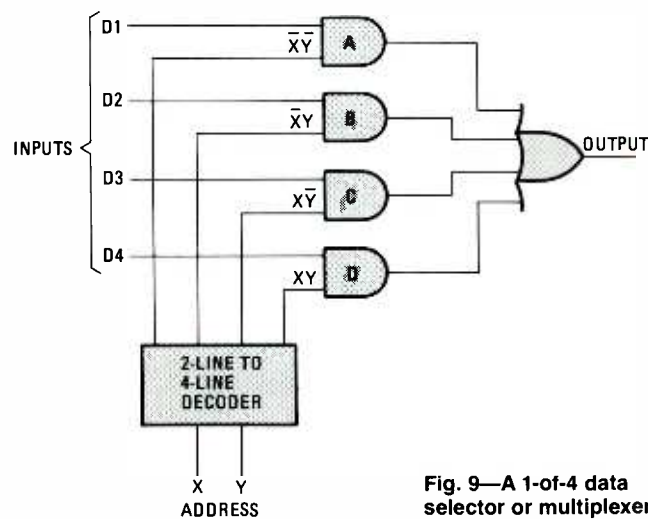 D1
X̅Y̅
A
D2
X̅Y
B
INPUTS
OUTPUT
D3
XY̅
C
D4
XY
D
2-LINE TO
4-LINE
DECODER
X Y
ADDRESS
Fig. 9—A 1-of-4 data
selector or multiplexer